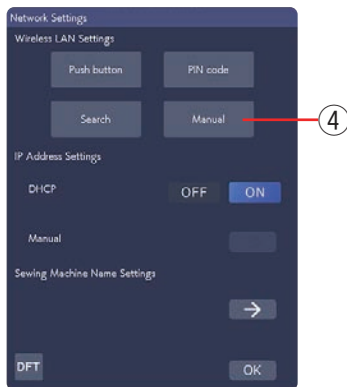 Network Settings
Wireless LAN Settings
Push button PIN code
Search Manual
④
IP Address Settings
DHCP OFF ON
Manual
Sewing Machine Name Settings
→
DFT OK